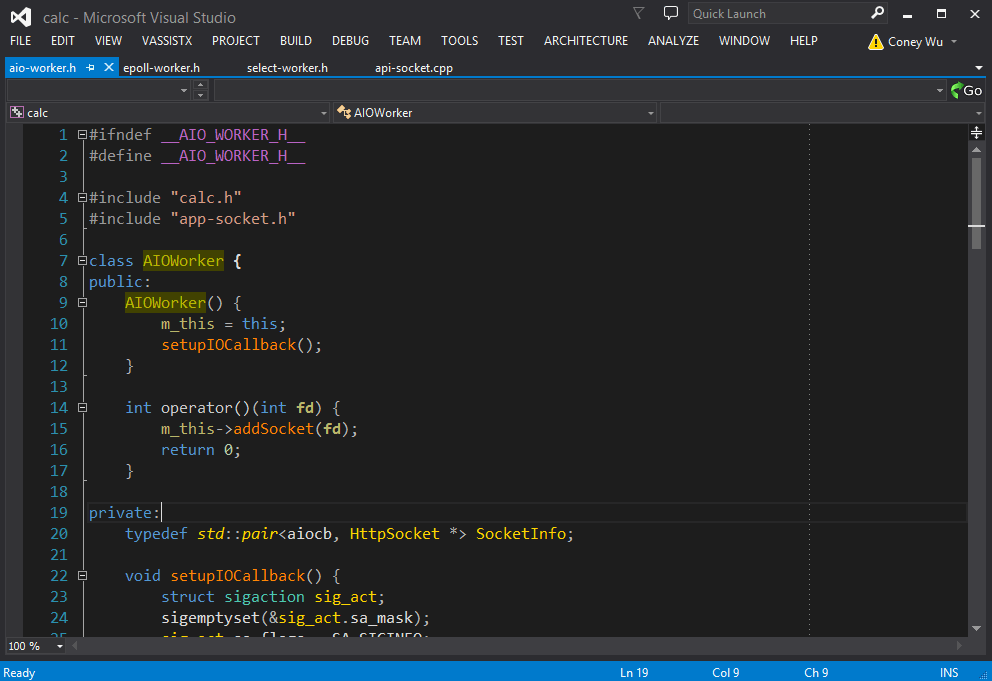 calc - Microsoft Visual Studio
Quick Launch
FILE EDIT VIEW VASSISTX PROJECT BUILD DEBUG TEAM TOOLS TEST ARCHITECTURE ANALYZE WINDOW HELP Coney Wu
aio-worker.h epoll-worker.h select-worker.h api-socket.cpp
Go
calc AIOWorker
1 #ifndef __AIO_WORKER_H__
2 #define __AIO_WORKER_H__
3
4 #include "calc.h"
5 #include "app-socket.h"
6
7 class AIOWorker {
8 public:
9 AIOWorker() {
10 m_this = this;
11 setupIOCallback();
12 }
13
14 int operator()(int fd) {
15 m_this->addSocket(fd);
16 return 0;
17 }
18
19 private:
20 typedef std::pair<aiocb, HttpSocket *> SocketInfo;
21
22 void setupIOCallback() {
23 struct sigaction sig_act;
24 sigemptyset(&sig_act.sa_mask);
25 sig_act.sa_flags = SA_SIGINFO;
100 %
Ready Ln 19 Col 9 Ch 9 INS